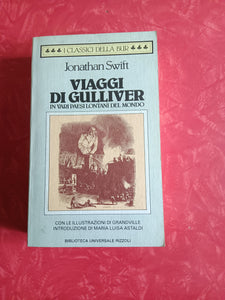 I CLASSICI DELLA BUR
Jonathan Swift
VIAGGI
DI GULLIVER
IN VARI PAESI LONTANI DEL MONDO
CON LE ILLUSTRAZIONI DI GRANDVILLE
INTRODUZIONE DI MARIA LUISA ASTALDI
BIBLIOTECA UNIVERSALE RIZZOLI